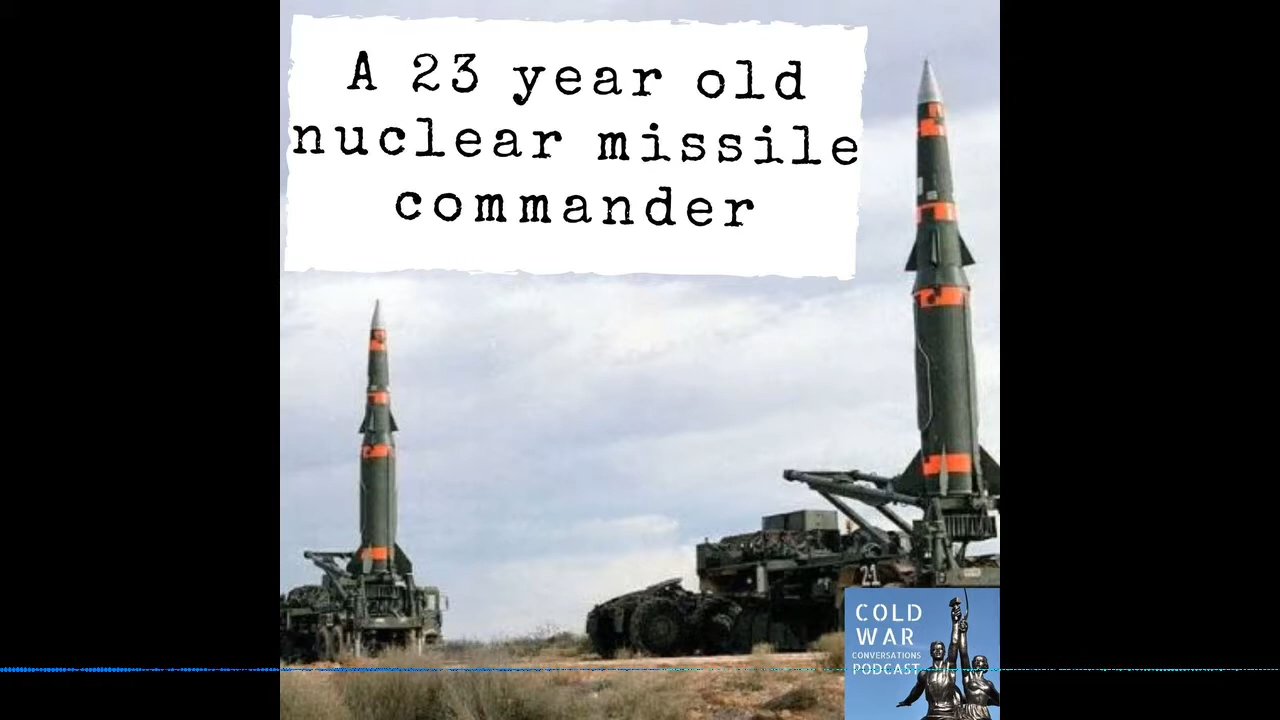 A 23 year old
nuclear missile
commander
21
COLD
WAR
CONVERSATIONS
PODCAST